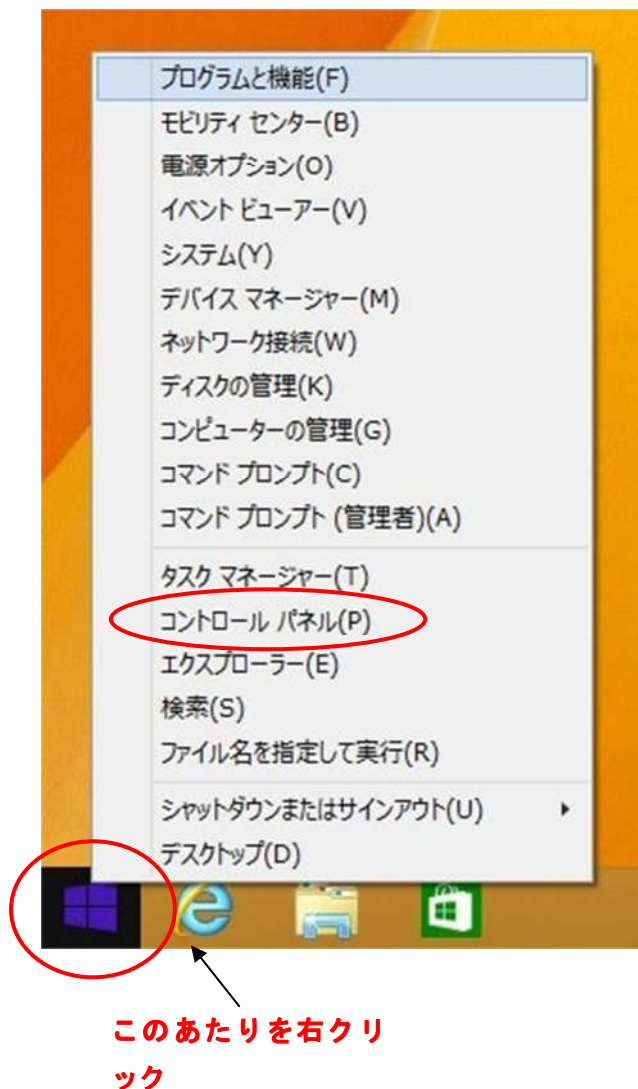 プログラムと機能(F)
モビリティ センター(B)
電源オプション(O)
イベント ビューアー(V)
システム(Y)
デバイス マネージャー(M)
ネットワーク接続(W)
ディスクの管理(K)
コンピューターの管理(G)
コマンド プロンプト(C)
コマンド プロンプト (管理者)(A)
タスク マネージャー(T)
コントロール パネル(P)
エクスプローラー(E)
検索(S)
ファイル名を指定して実行(R)
シャットダウンまたはサインアウト(U)
デスクトップ(D)
このあたりを右クリ
ック